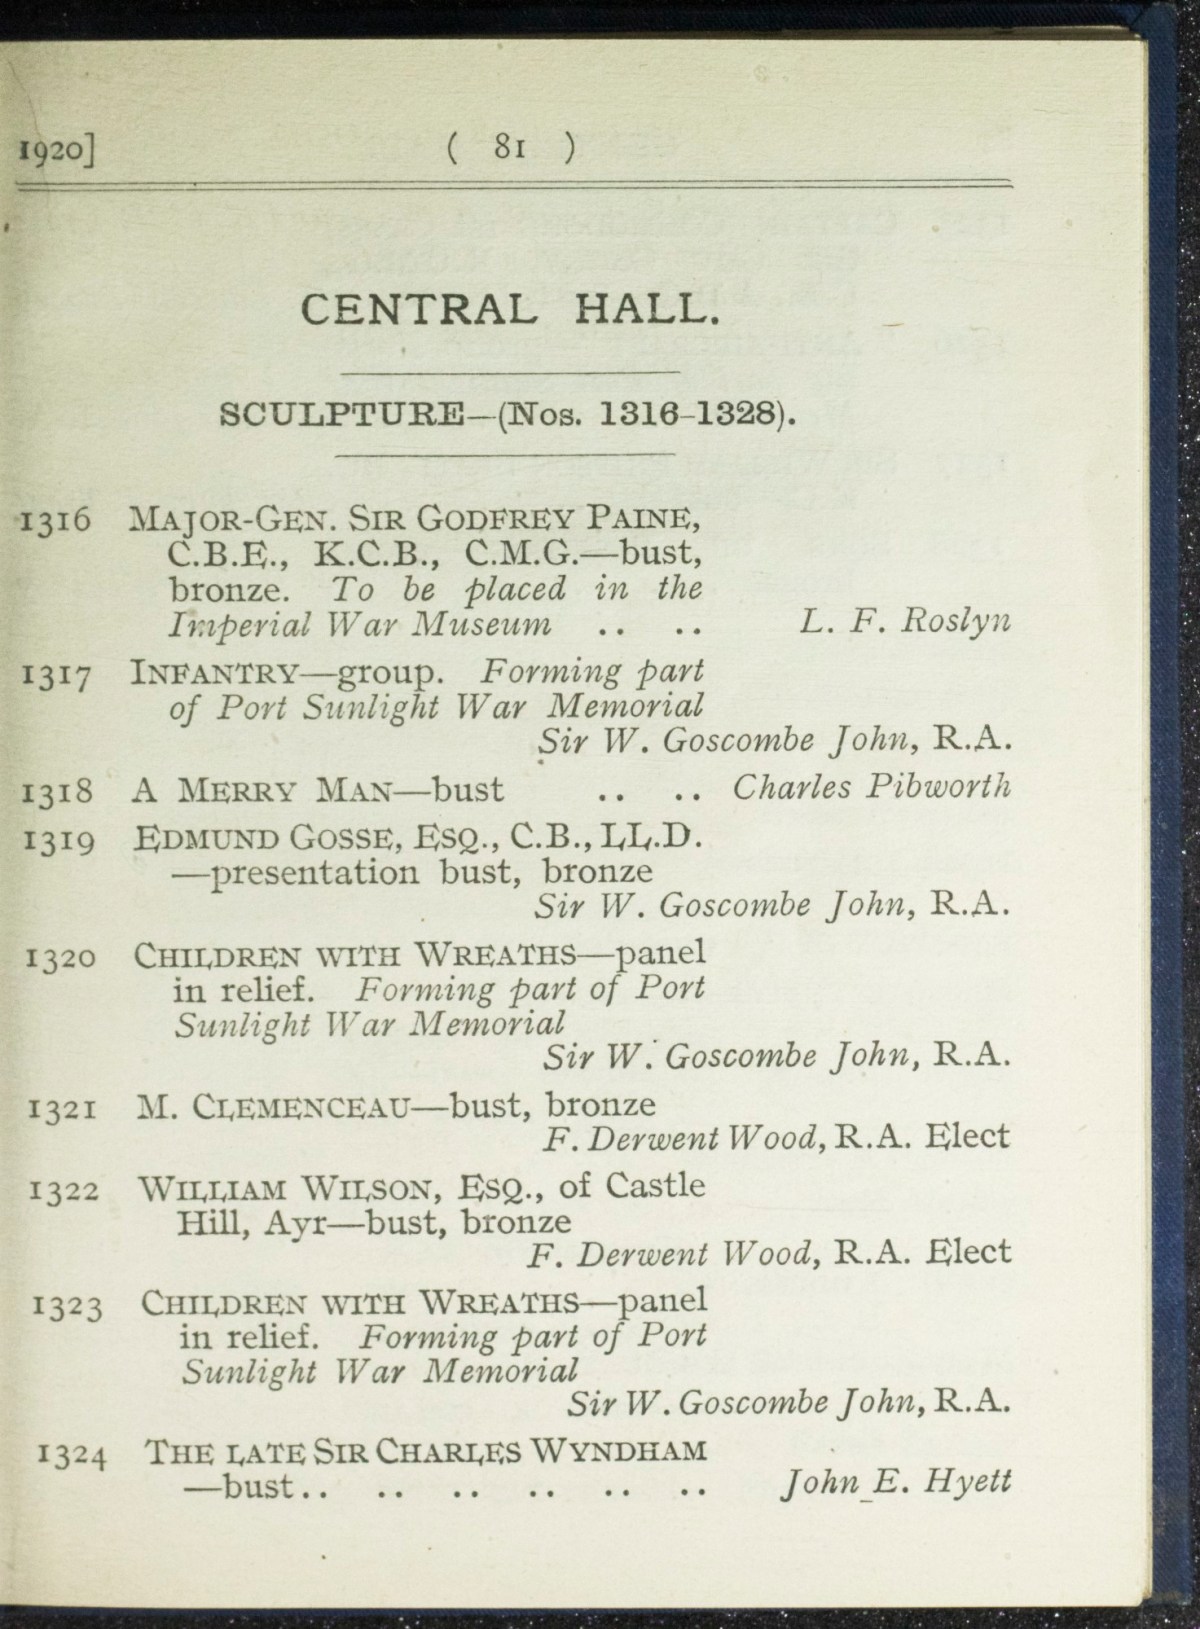 1920] ( 81 )
CENTRAL HALL.
SCULPTURE—(Nos. 1316-1328).
1316 MAJOR-GEN. SIR GODFREY PAINE,
C.B.E., K.C.B., C.M.G.—bust,
bronze. To be placed in the
Imperial War Museum .. .. L. F. Roslyn
1317 INFANTRY—group. Forming part
of Port Sunlight War Memorial
Sir W. Goscombe John, R.A.
1318 A MERRY MAN—bust .. .. Charles Pibworth
1319 EDMUND GOSSE, ESQ., C.B., LL.D.
—presentation bust, bronze
Sir W. Goscombe John, R.A.
1320 CHILDREN WITH WREATHS—panel
in relief. Forming part of Port
Sunlight War Memorial
Sir W. Goscombe John, R.A.
1321 M. CLEMENCEAU—bust, bronze
F. Derwent Wood, R.A. Elect
1322 WILLIAM WILSON, ESQ., of Castle
Hill, Ayr—bust, bronze
F. Derwent Wood, R.A. Elect
1323 CHILDREN WITH WREATHS—panel
in relief. Forming part of Port
Sunlight War Memorial
Sir W. Goscombe John, R.A.
1324 THE LATE SIR CHARLES WYNDHAM
—bust .. .. .. .. .. .. John E. Hyett